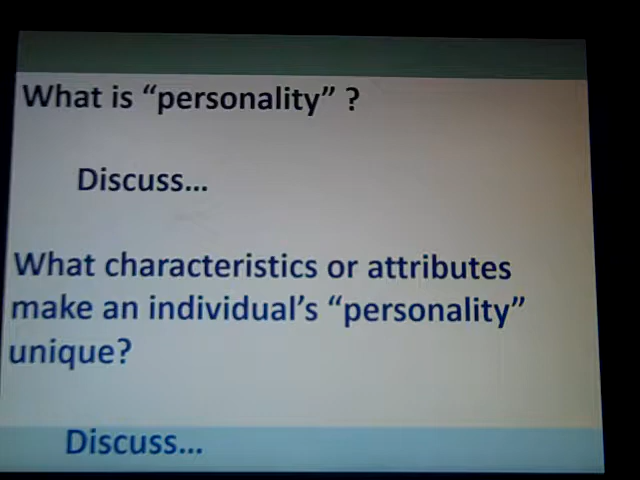 What is “personality” ?
Discuss...
What characteristics or attributes
make an individual’s “personality”
unique?
Discuss...